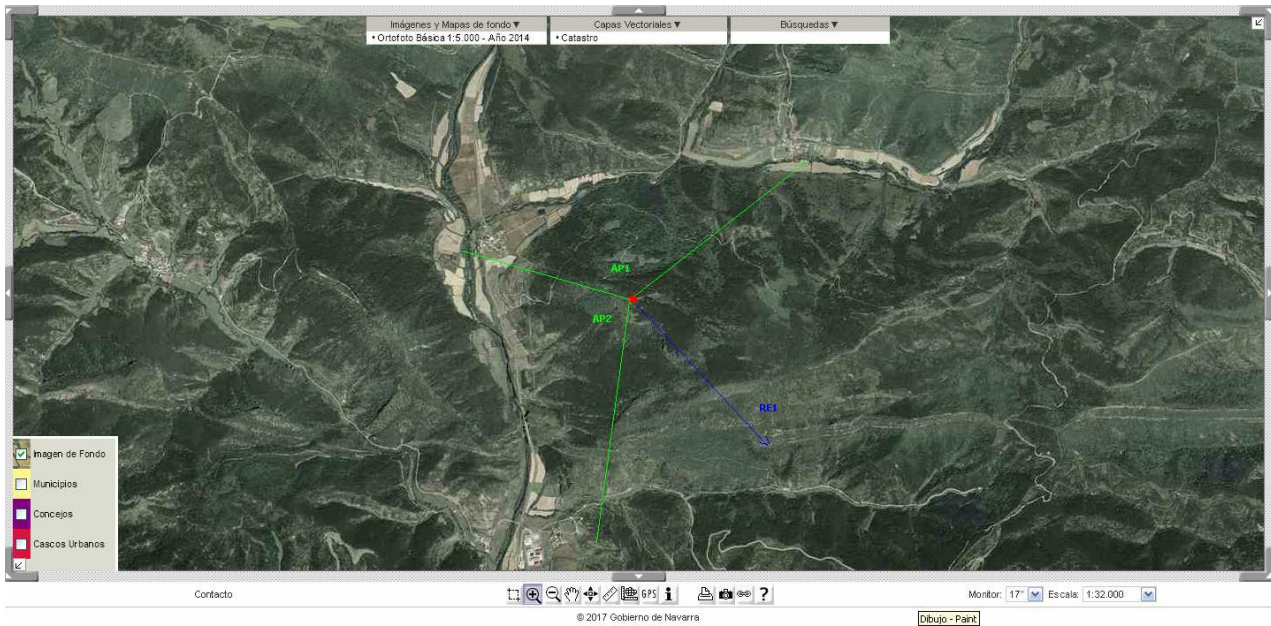 Imágenes y Mapas de fondo ▼
• Ortofoto Básica 1:5.000 - Año 2014
Capas Vectoriales ▼
• Catastro
Búsquedas ▼
AP1
AP2
RE1
Imagen de Fondo
Municipios
Concejos
Cascos Urbanos
Contacto
GPS
i
?
Monitor: 17" Escala: 1:32.000
© 2017 Gobierno de Navarra
Dibujo - Paint